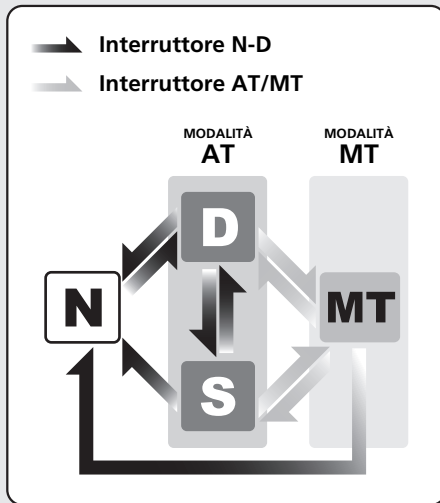 Interruttore N-D
Interruttore AT/MT
MODALITÀ MODALITÀ
AT MT
D
N MT
S